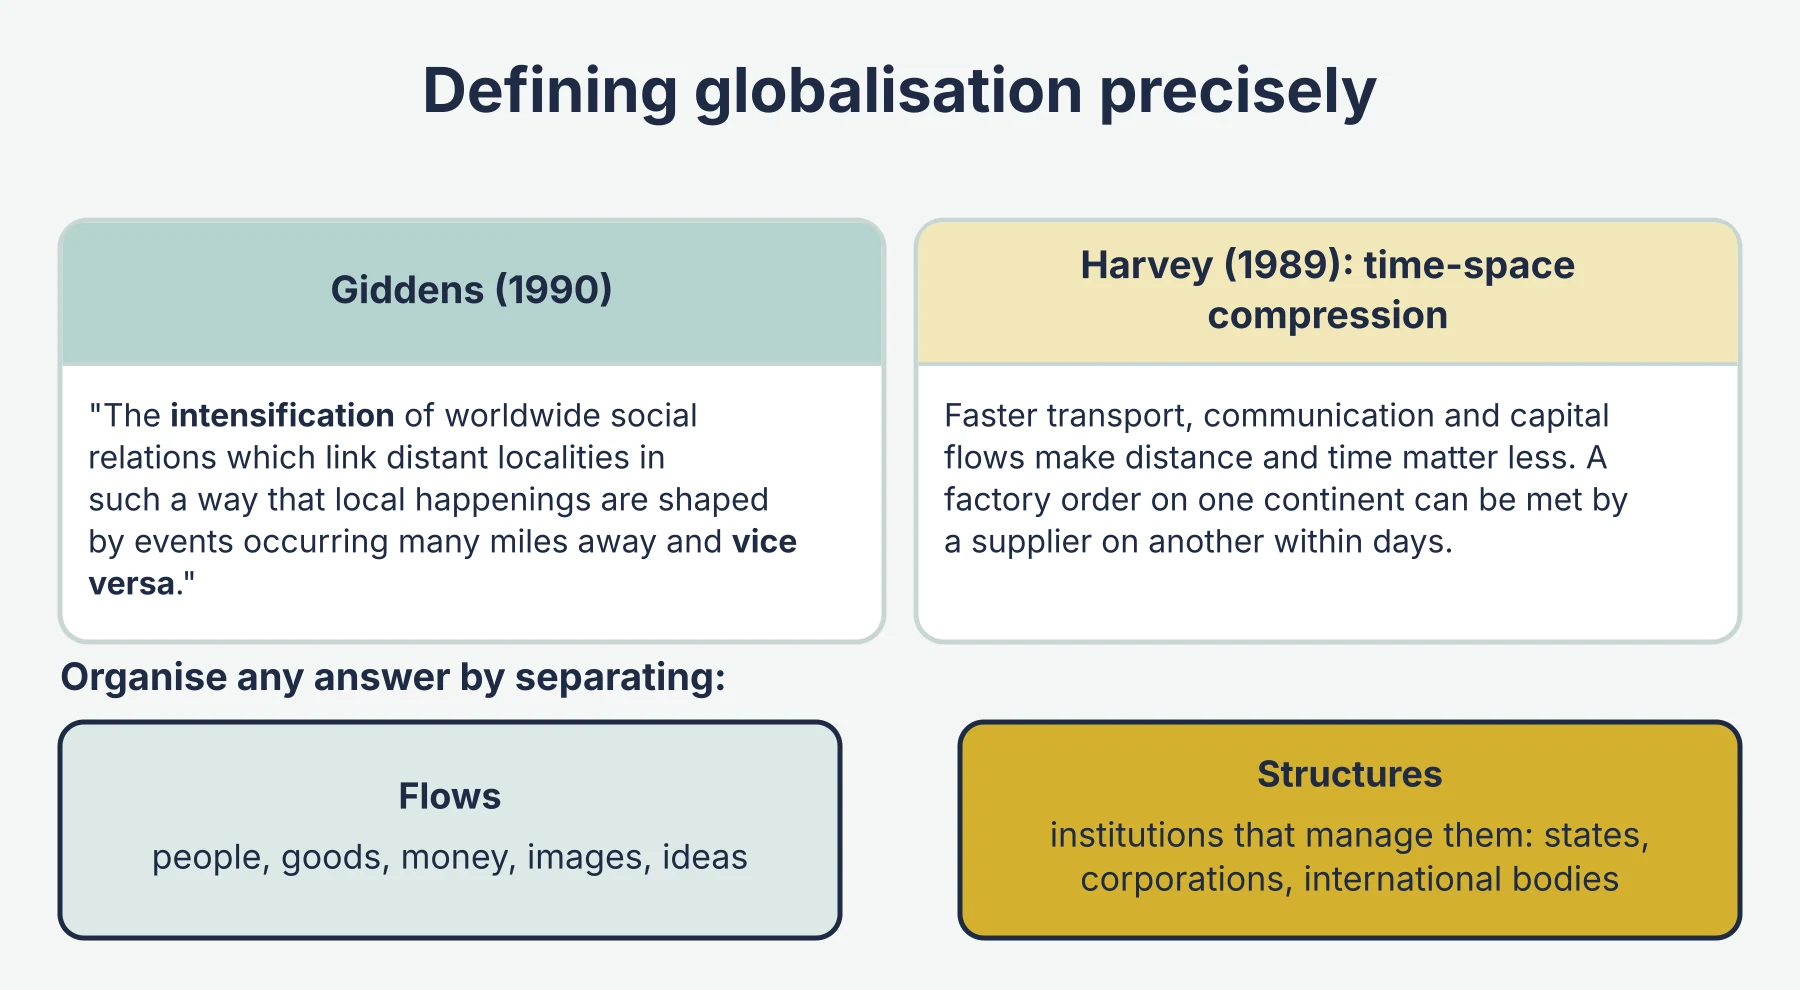 Defining globalisation precisely
Giddens (1990)
"The intensification of worldwide social
relations which link distant localities in
such a way that local happenings are shaped
by events occurring many miles away and vice
versa."
Harvey (1989): time-space
compression
Faster transport, communication and capital
flows make distance and time matter less. A
factory order on one continent can be met by
a supplier on another within days.
Organise any answer by separating:
Flows
people, goods, money, images, ideas
Structures
institutions that manage them: states,
corporations, international bodies